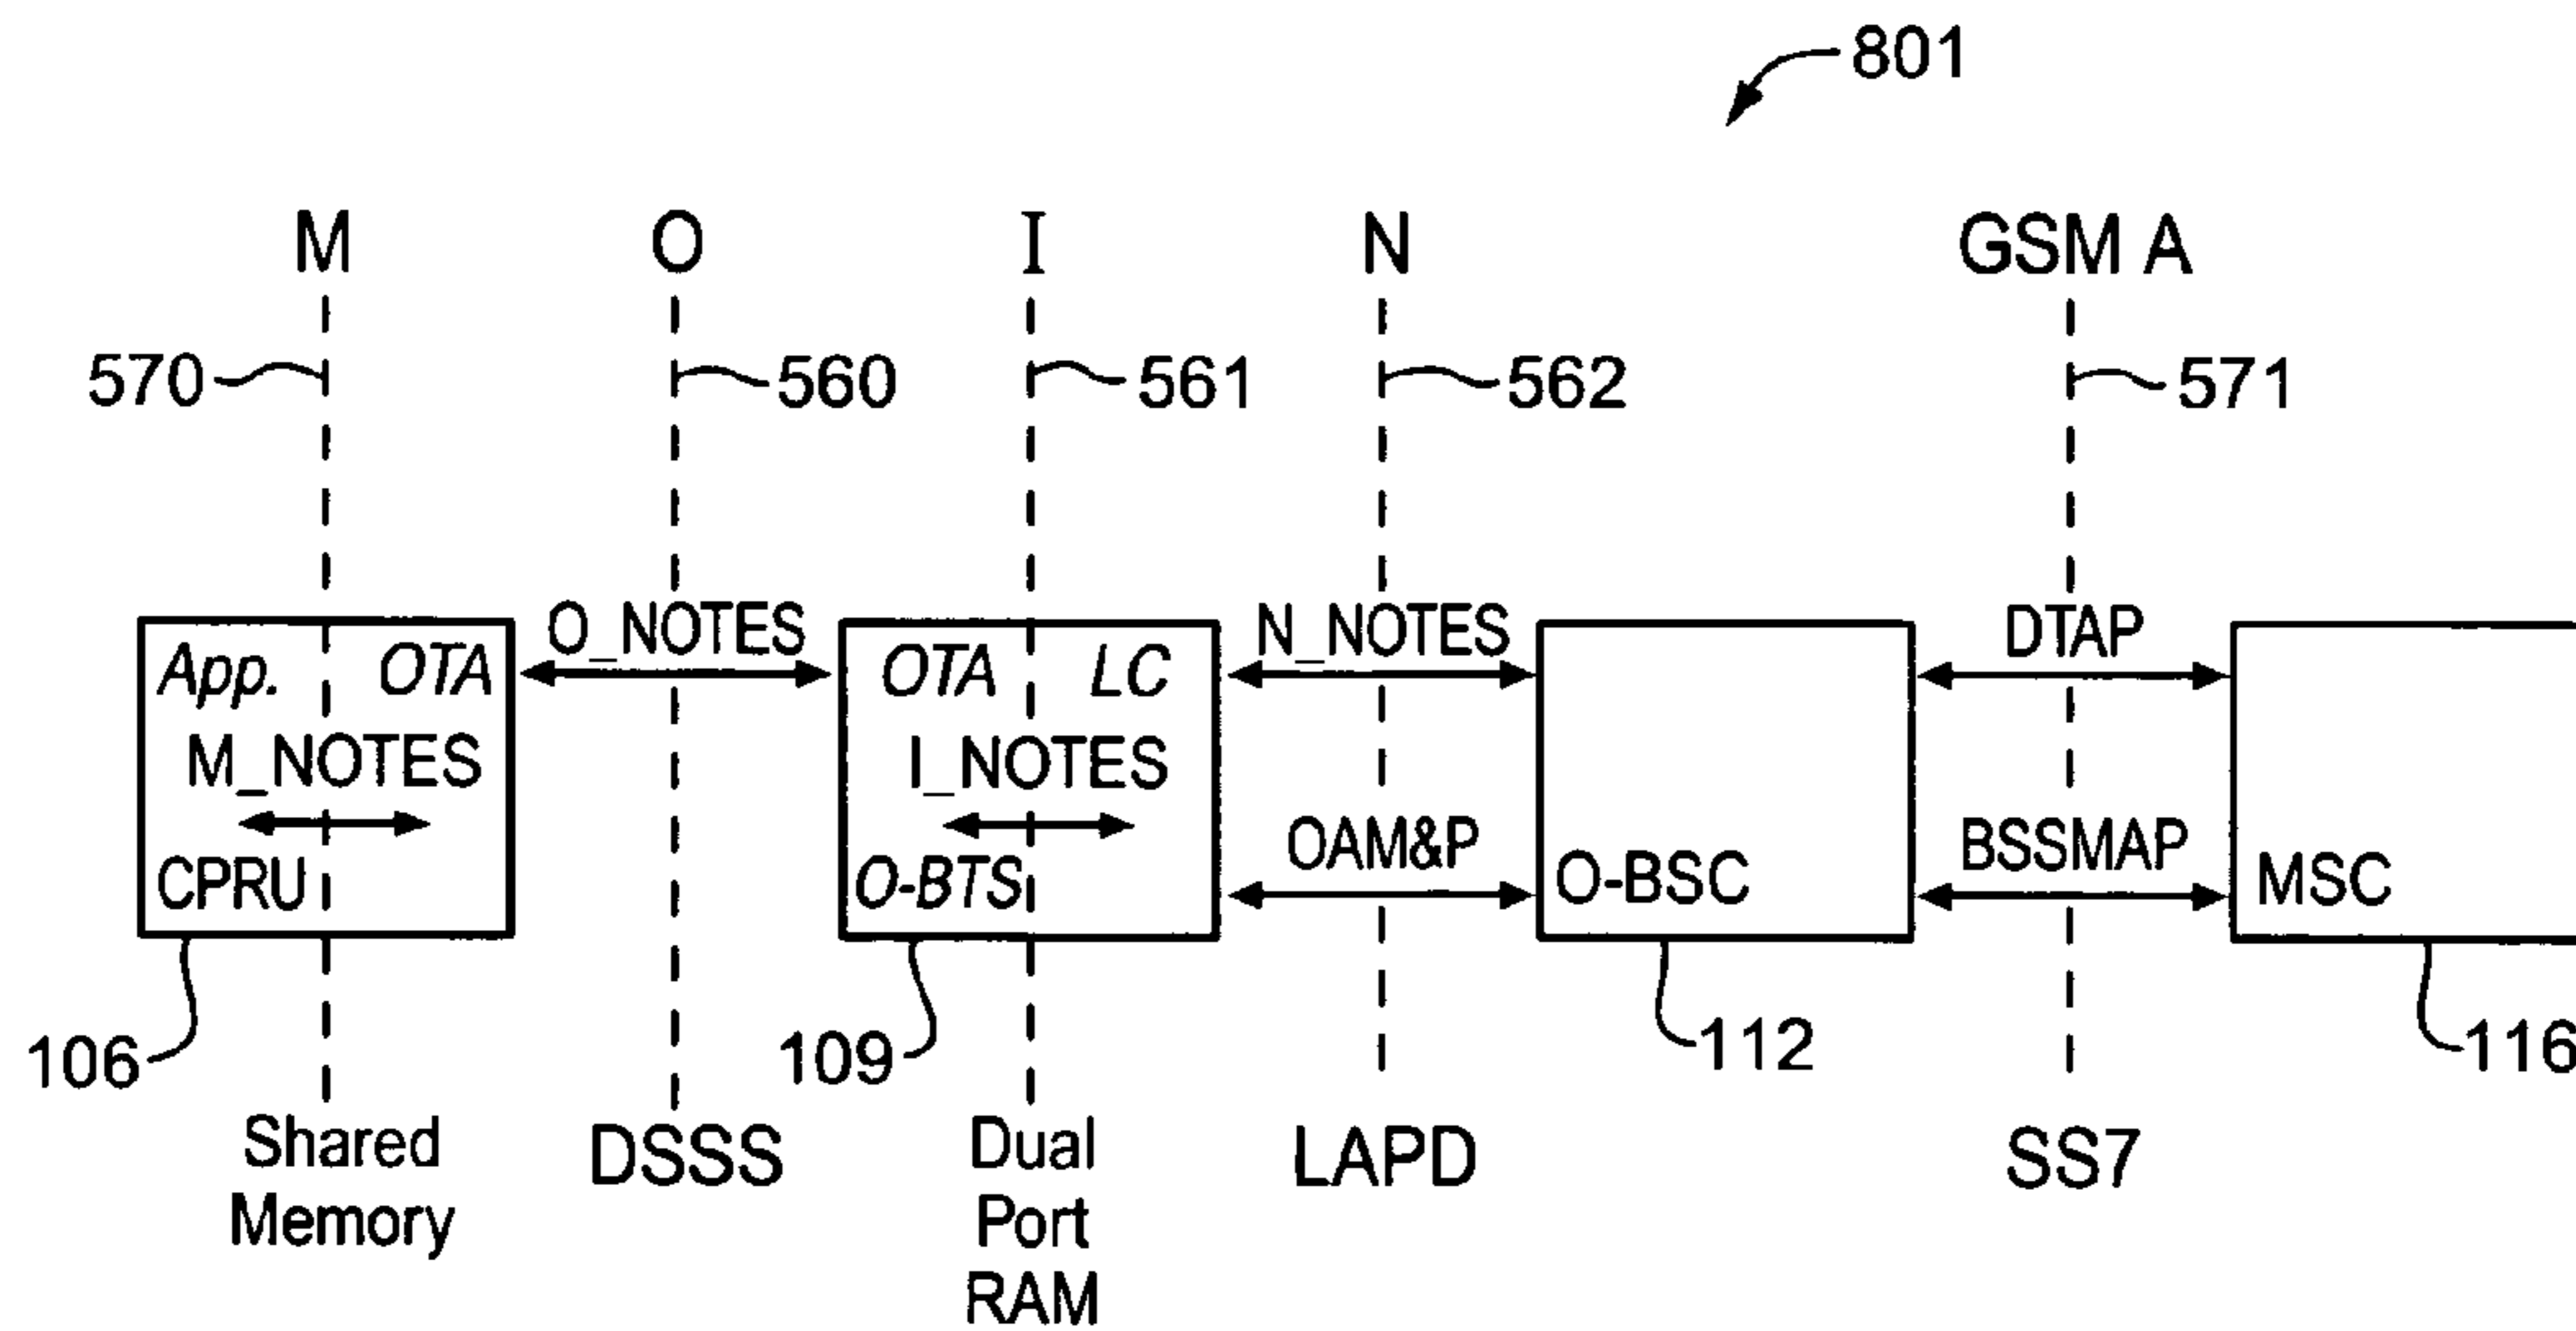 801
M O I N GSM A
570 560 561 562 571
O_NOTES N_NOTES DTAP
App. OTA OTA LC
M_NOTES I_NOTES
OAM&P BSSMAP
CPRU O-BTS O-BSC MSC
106 109 112 116
Shared DSSS Dual LAPD SS7
Memory Port
RAM